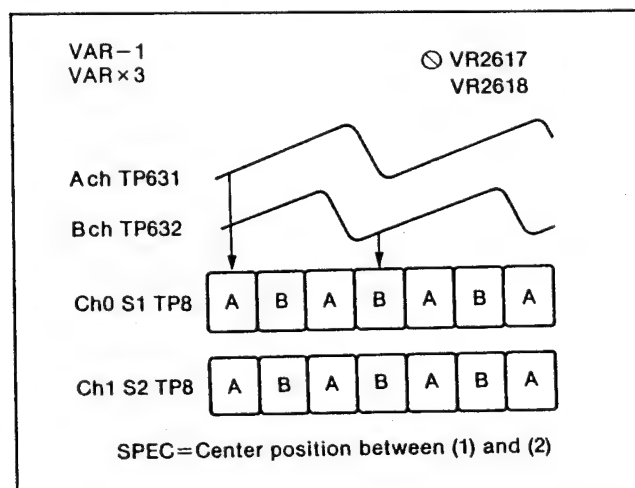 VAR−1
VAR×3
⦸ VR2617
VR2618
Ach TP631
Bch TP632
Ch0 S1 TP8 A B A B A B A
Ch1 S2 TP8 A B A B A B A
SPEC=Center position between (1) and (2)